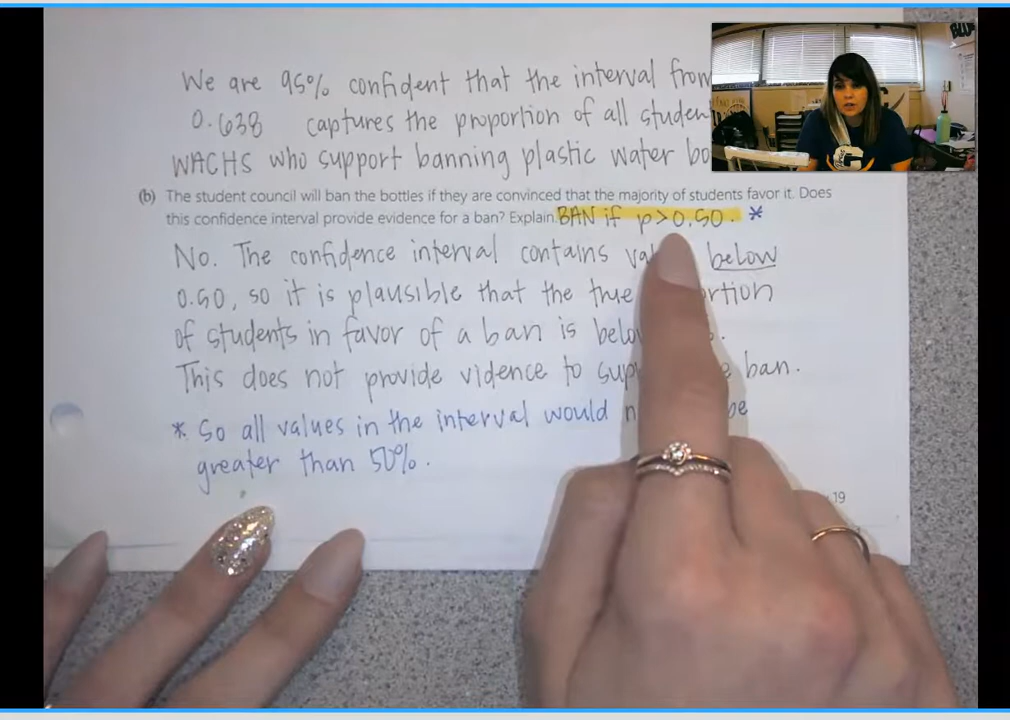 We are 95% confident that the interval from
0.638 captures the proportion of all studen
WACHS who support banning plastic water bo
(b) The student council will ban the bottles if they are convinced that the majority of students favor it. Does
this confidence interval provide evidence for a ban? Explain. BAN if p>0.50. *
No. The confidence interval contains below
0.50, so it is plausible that the true
of students in favor of a ban is
This does not provide vidence to ban.
* So all values in the interval would be
greater than 50%.
19